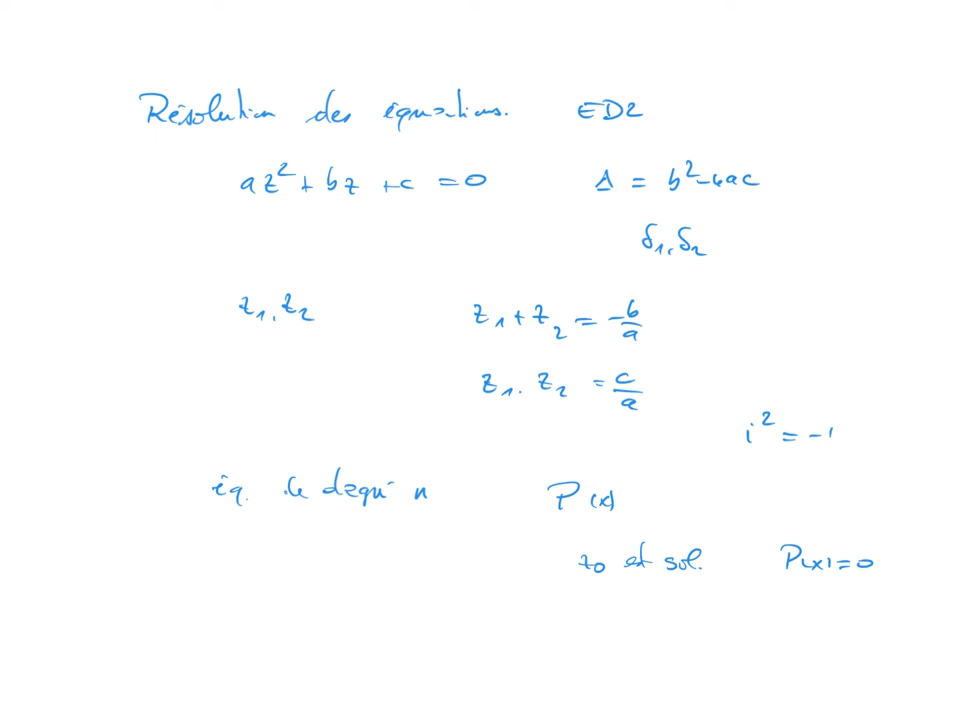 Résolution des équations. ED2
az² + bz + c = 0 Δ = b² - 4ac
δ₁, δ₂
z₁, z₂ z₁ + z₂ = -b/a
z₁ . z₂ = c/a
i² = -1
éq. de degré n P(x)
z₀ est sol. P(x) = 0